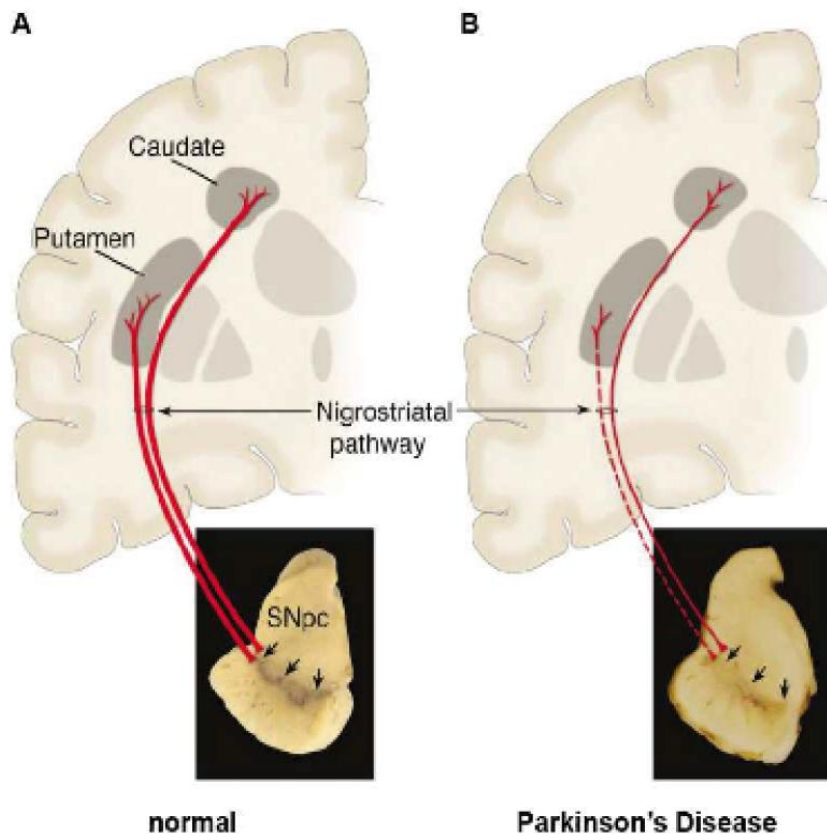 A
B
Caudate
Putamen
Nigrostriatal
pathway
SNpc
normal
Parkinson's Disease